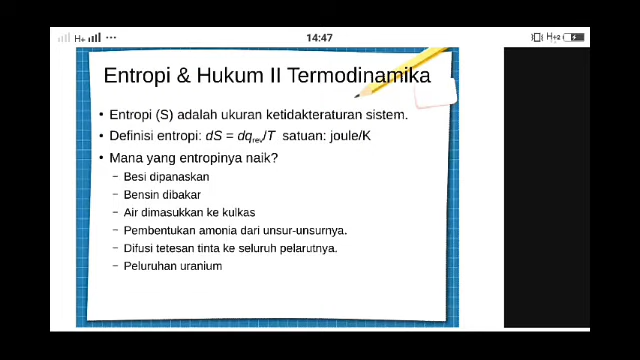 H+
14:47
H+2
Entropi & Hukum II Termodinamika
• Entropi (S) adalah ukuran ketidakteraturan sistem.
• Definisi entropi: dS = dqrev/T satuan: joule/K
• Mana yang entropinya naik?
– Besi dipanaskan
– Bensin dibakar
– Air dimasukkan ke kulkas
– Pembentukan amonia dari unsur-unsurnya.
– Difusi tetesan tinta ke seluruh pelarutnya.
– Peluruhan uranium